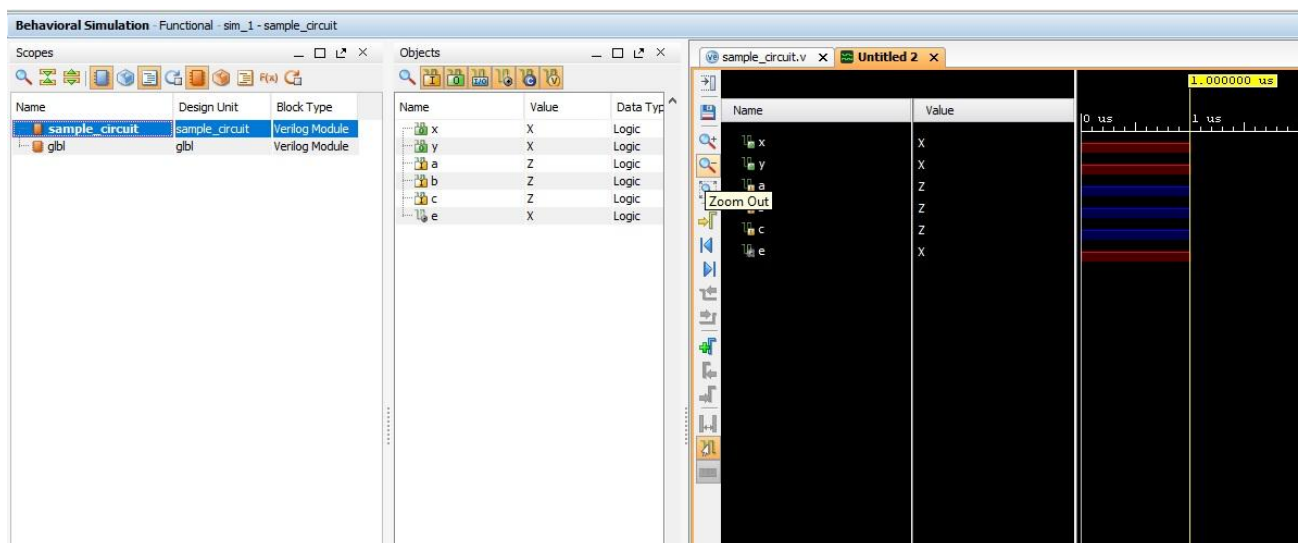 Behavioral Simulation - Functional - sim_1 - sample_circuit
Scopes
F(x)
Name Design Unit Block Type
sample_circuit sample_circuit Verilog Module
glbl glbl Verilog Module
Objects
I O I/O C V
Name Value Data Typ
x X Logic
y X Logic
a Z Logic
b Z Logic
c Z Logic
e X Logic
sample_circuit.v Untitled 2
1.000000 us
Name Value
0 us 1 us
x X
y X
a Z
Zoom Out
Z
c Z
e X